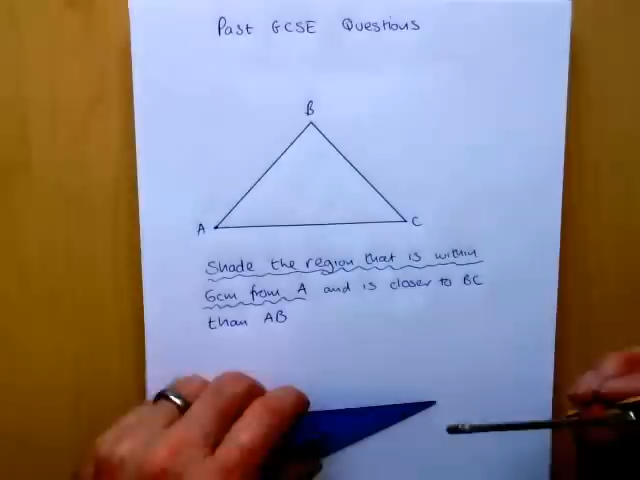 Past GCSE Questions
B
A
C
Shade the region that is within
6cm from A and is closer to BC
than AB